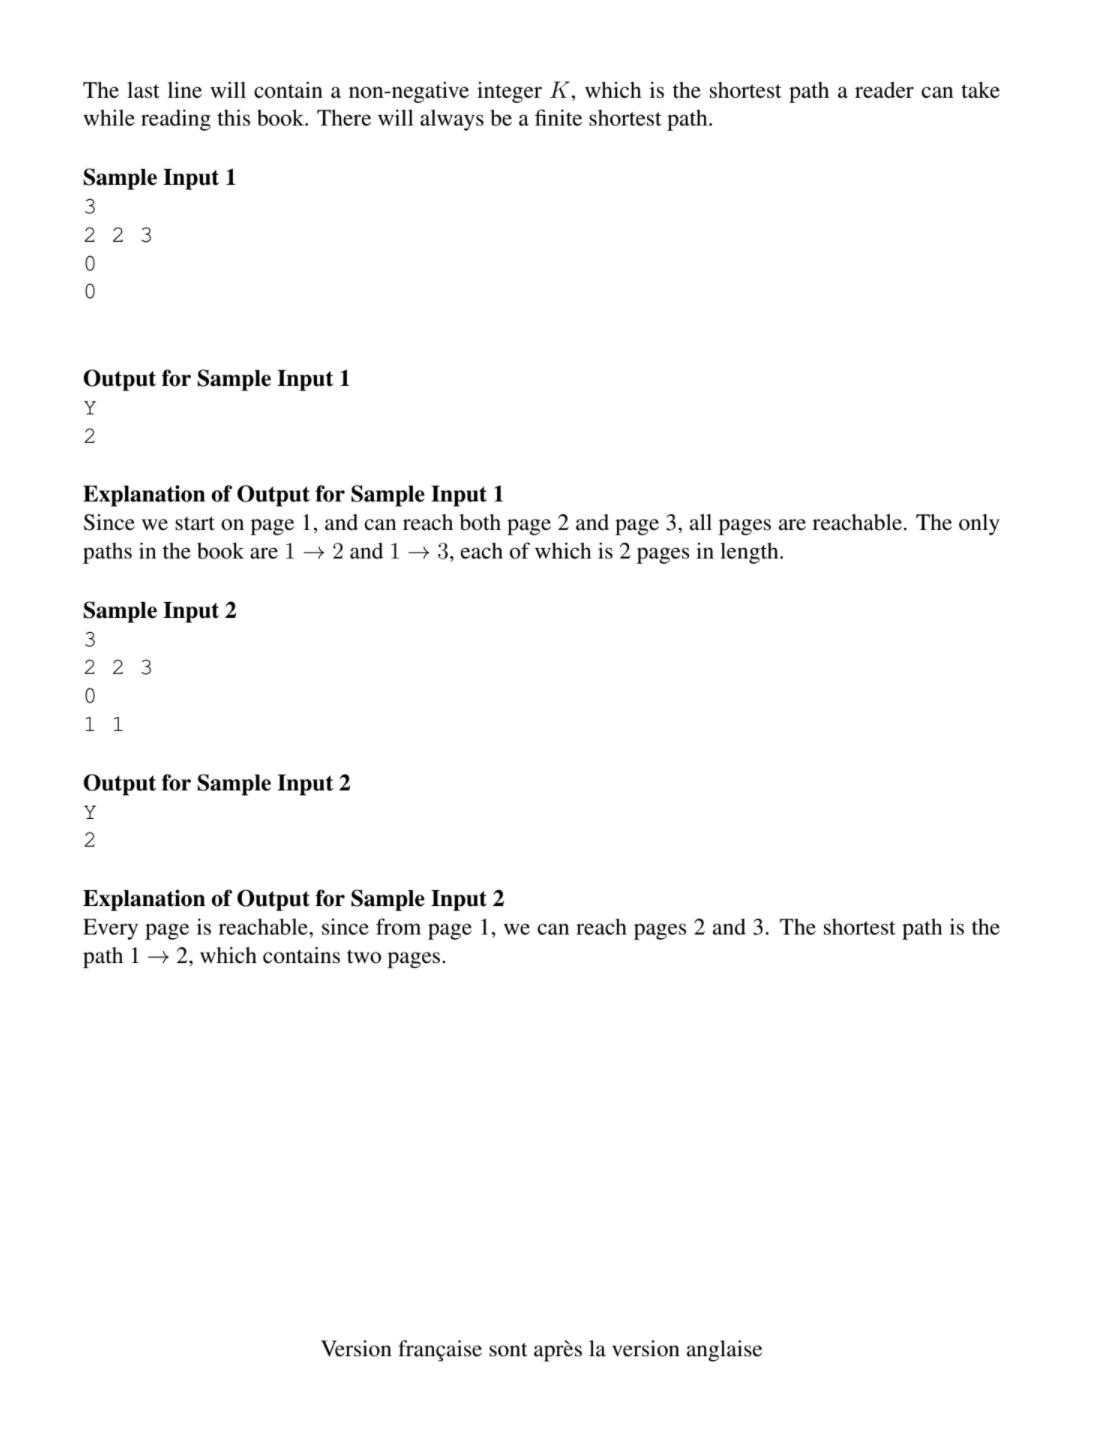 The last line will contain a non-negative integer K, which is the shortest path a reader can take
while reading this book. There will always be a finite shortest path.
Sample Input 1
3
2 2 3
0
0
Output for Sample Input 1
Y
2
Explanation of Output for Sample Input 1
Since we start on page 1, and can reach both page 2 and page 3, all pages are reachable. The only
paths in the book are 1 → 2 and 1 → 3, each of which is 2 pages in length.
Sample Input 2
3
2 2 3
0
1 1
Output for Sample Input 2
Y
2
Explanation of Output for Sample Input 2
Every page is reachable, since from page 1, we can reach pages 2 and 3. The shortest path is the
path 1 → 2, which contains two pages.
Version française sont après la version anglaise